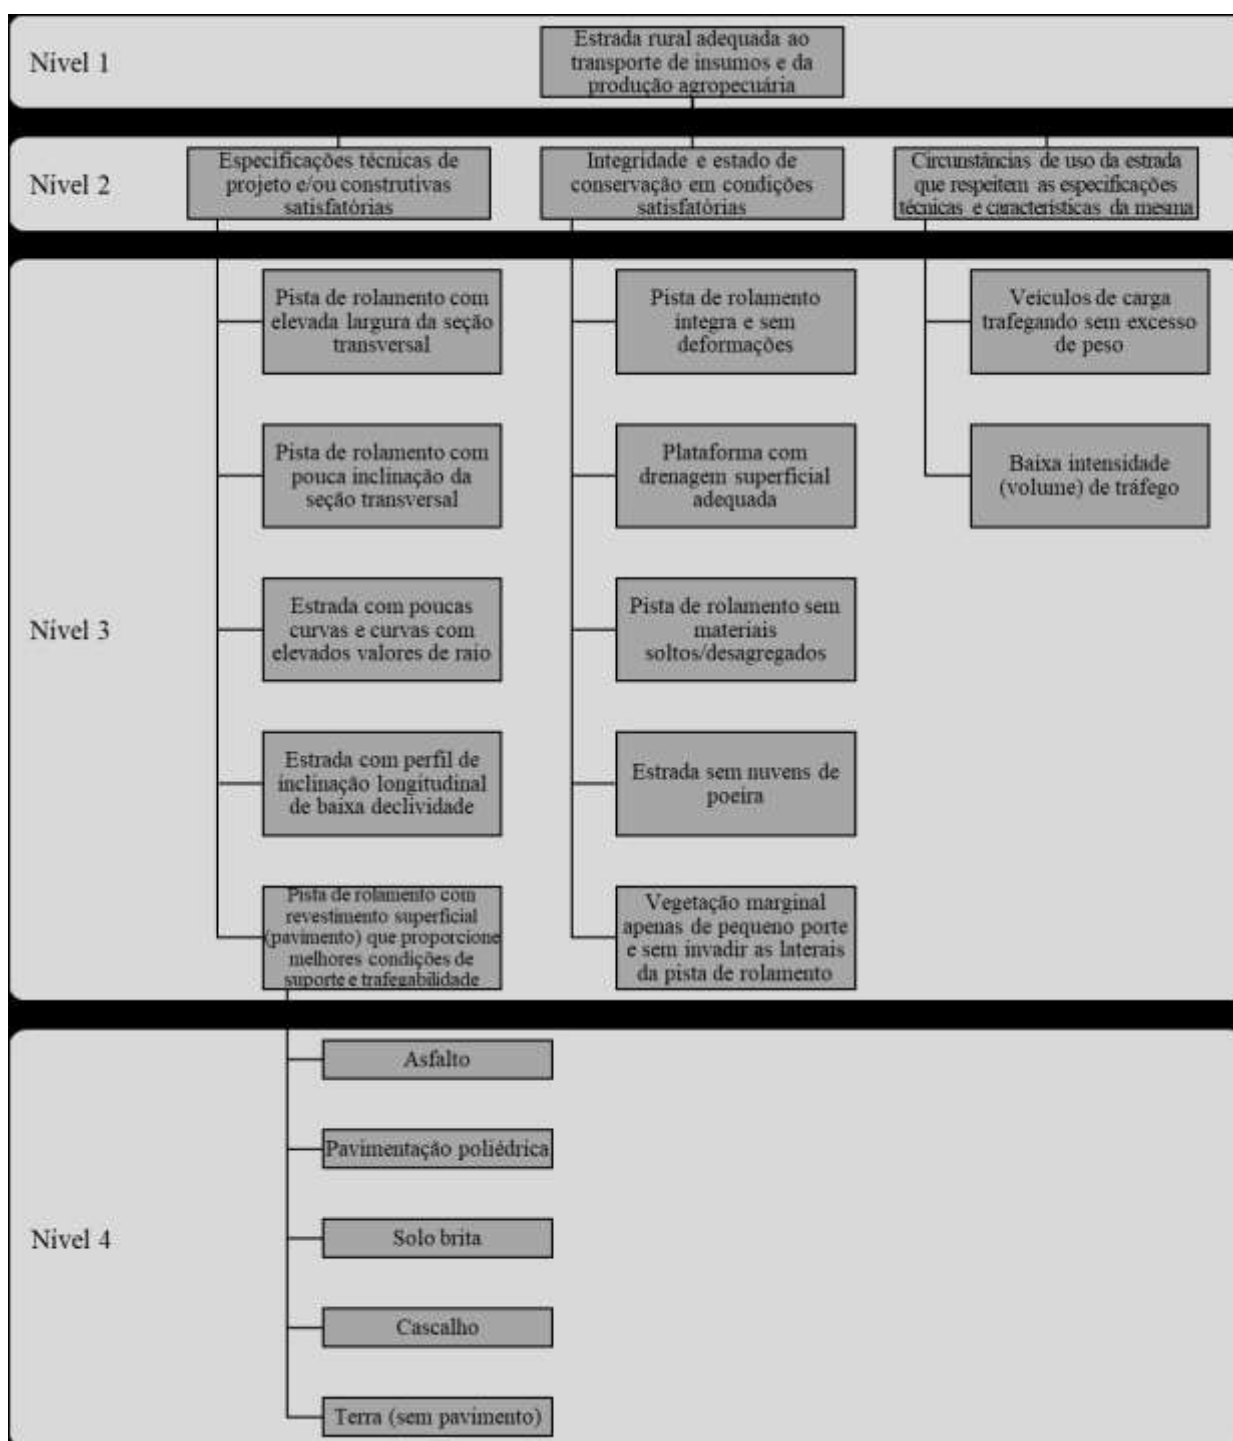 Nível 1
Estrada rural adequada ao
transporte de insumos e da
produção agropecuária
Nível 2
Especificações técnicas de
projeto e/ou construtivas
satisfatórias
Integridade e estado de
conservação em condições
satisfatórias
Circunstâncias de uso da estrada
que respeitem as especificações
técnicas e características da mesma
Nível 3
Pista de rolamento com
elevada largura da seção
transversal
Pista de rolamento com
pouca inclinação da
seção transversal
Estrada com poucas
curvas e curvas com
elevados valores de raio
Estrada com perfil de
inclinação longitudinal
de baixa declividade
Pista de rolamento com
revestimento superficial
(pavimento) que proporcione
melhores condições de
suporte e trafegabilidade
Pista de rolamento
integra e sem
deformações
Plataforma com
drenagem superficial
adequada
Pista de rolamento sem
materiais
soltos/desagregados
Estrada sem nuvens de
poeira
Vegetação marginal
apenas de pequeno porte
e sem invadir as laterais
da pista de rolamento
Veículos de carga
trafegando sem excesso
de peso
Baixa intensidade
(volume) de tráfego
Nível 4
Asfalto
Pavimentação poliédrica
Solo brita
Cascalho
Terra (sem pavimento)